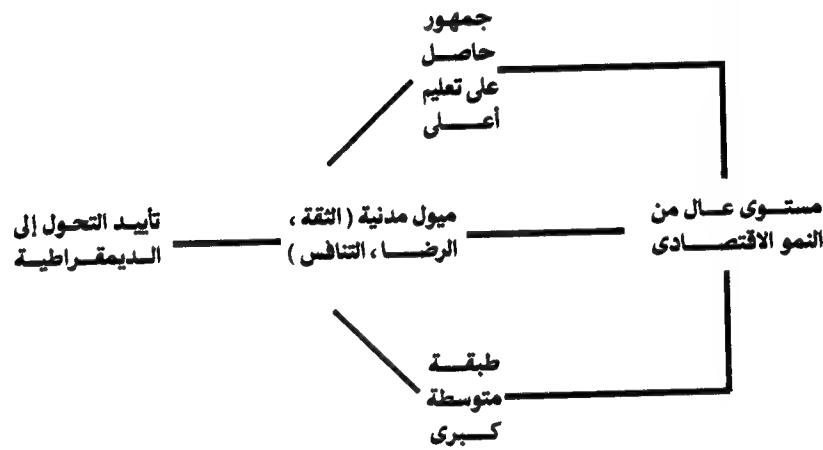 جمهور
حاصل
على تعليم
أعلى
مستوى عال من
النمو الاقتصادى
ميول مدنية ( الثقة ،
الرضا ، التنافس )
تأييد التحول إلى
الديمقراطية
طبقة
متوسطة
كبرى